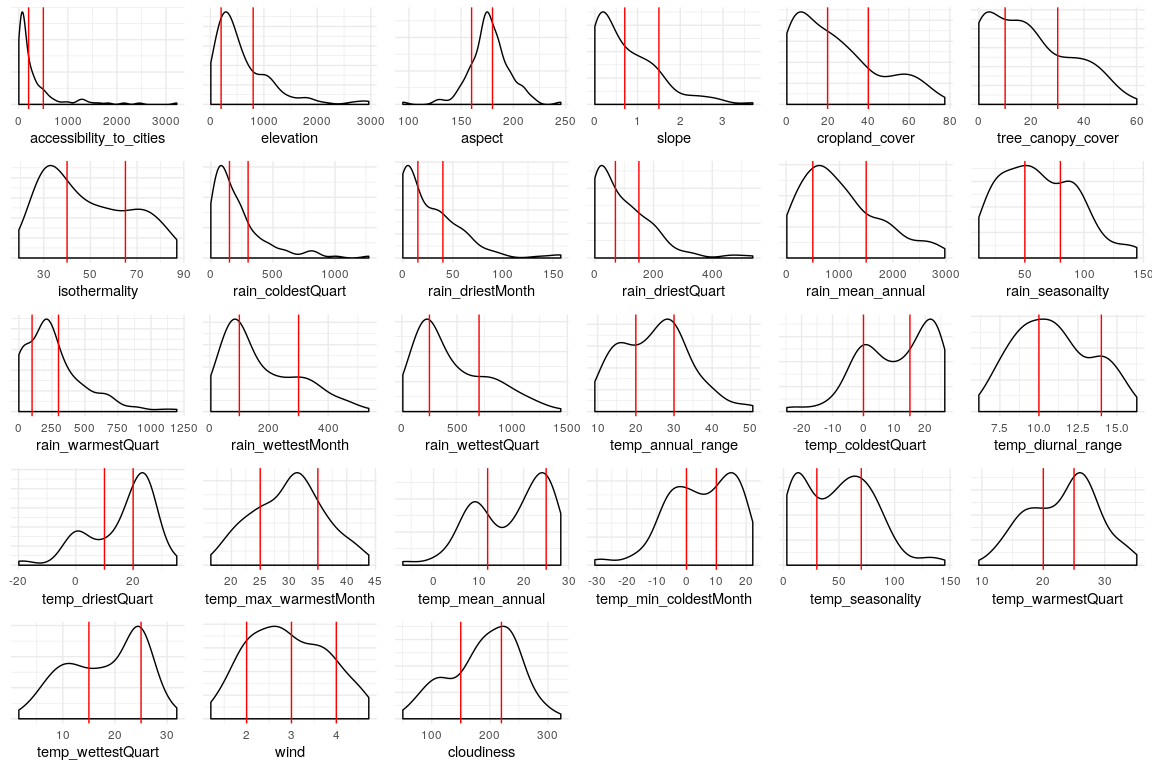 0 1000 2000 3000
accessibility_to_cities
0 1000 2000 3000
elevation
100 150 200 250
aspect
0 1 2 3
slope
0 20 40 60 80
cropland_cover
0 20 40 60
tree_canopy_cover
30 50 70 90
isothermality
0 500 1000
rain_coldestQuart
0 50 100 150
rain_driestMonth
0 200 400
rain_driestQuart
0 1000 2000 3000
rain_mean_annual
50 100 150
rain_seasonailty
0 250 500 750 1000 1250
rain_warmestQuart
0 200 400
rain_wettestMonth
0 500 1000 1500
rain_wettestQuart
10 20 30 40 50
temp_annual_range
-20 -10 0 10 20
temp_coldestQuart
7.5 10.0 12.5 15.0
temp_diurnal_range
-20 0 20
temp_driestQuart
20 25 30 35 40 45
temp_max_warmestMonth
0 10 20 30
temp_mean_annual
-30 -20 -10 0 10 20
temp_min_coldestMonth
0 50 100 150
temp_seasonality
10 20 30
temp_warmestQuart
10 20 30
temp_wettestQuart
2 3 4
wind
100 200 300
cloudiness